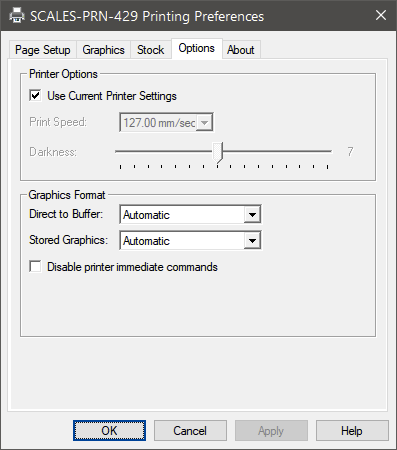 SCALES-PRN-429 Printing Preferences
Page Setup Graphics Stock Options About
Printer Options
Use Current Printer Settings
Print Speed: 127.00 mm/sec
Darkness: 7
Graphics Format
Direct to Buffer: Automatic
Stored Graphics: Automatic
Disable printer immediate commands
OK Cancel Apply Help